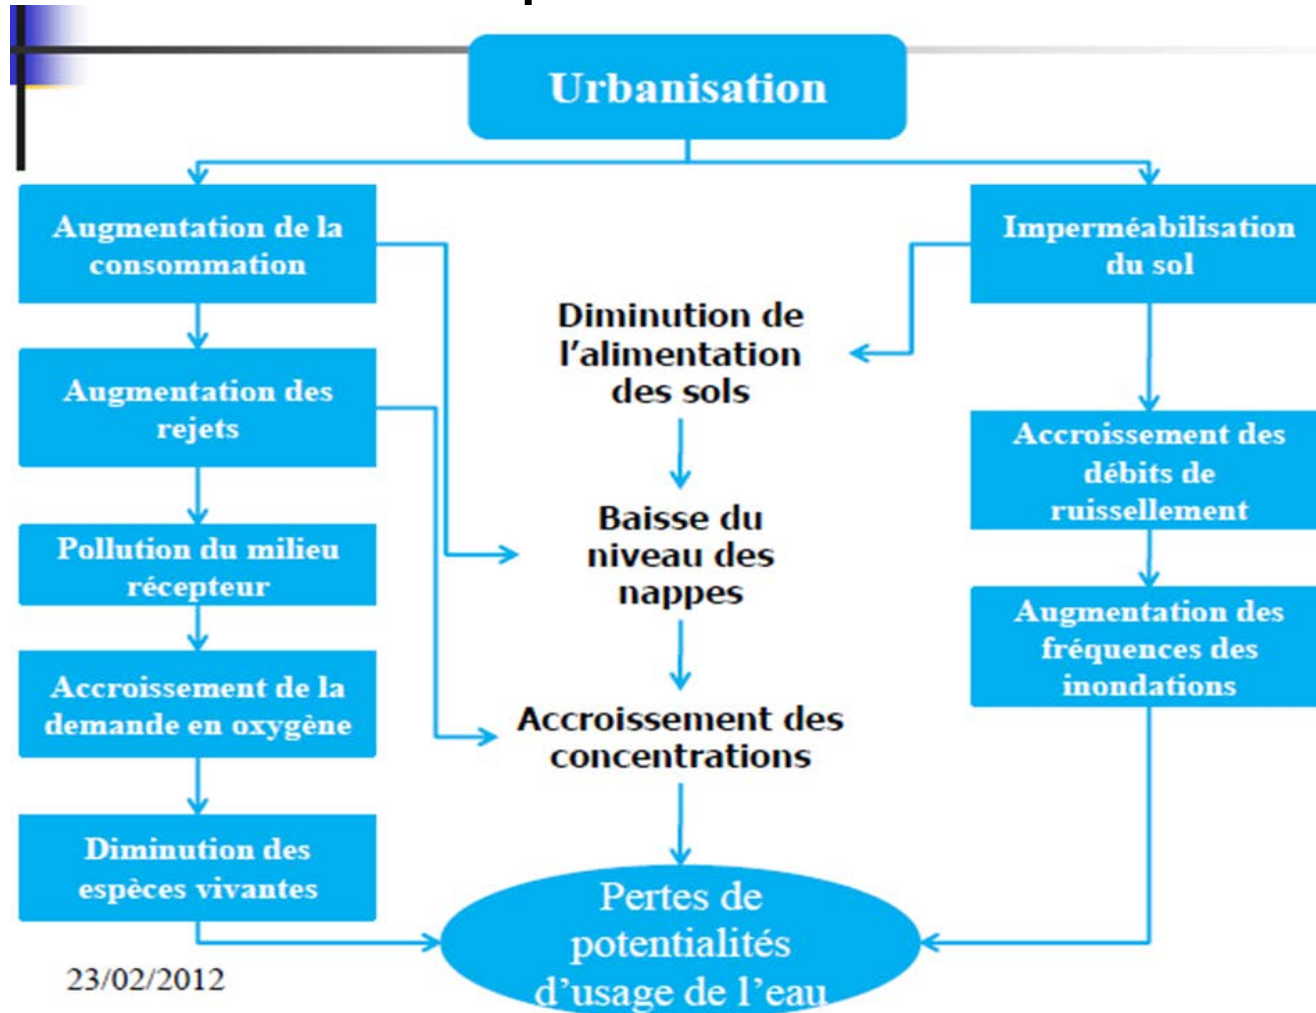 Urbanisation
Augmentation de la
consommation
Augmentation des
rejets
Pollution du milieu
récepteur
Accroissement de la
demande en oxygène
Diminution des
espèces vivantes
Diminution de
l'alimentation
des sols
Baisse du
niveau des
nappes
Accroissement des
concentrations
Imperméabilisation
du sol
Accroissement des
débits de
ruissellement
Augmentation des
fréquences des
inondations
Pertes de
potentialités
d'usage de l'eau
23/02/2012